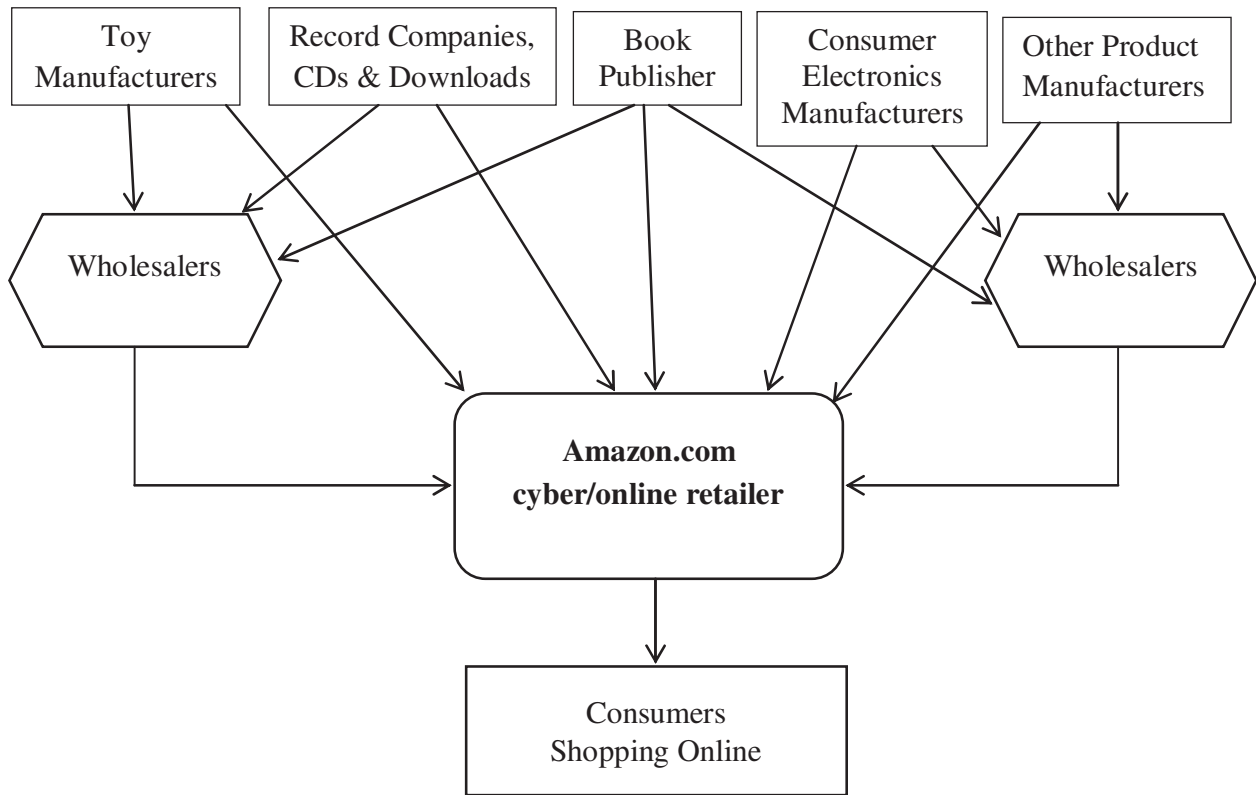 Toy
Manufacturers
Record Companies,
CDs & Downloads
Book
Publisher
Consumer
Electronics
Manufacturers
Other Product
Manufacturers
Wholesalers
Wholesalers
Amazon.com
cyber/online retailer
Consumers
Shopping Online